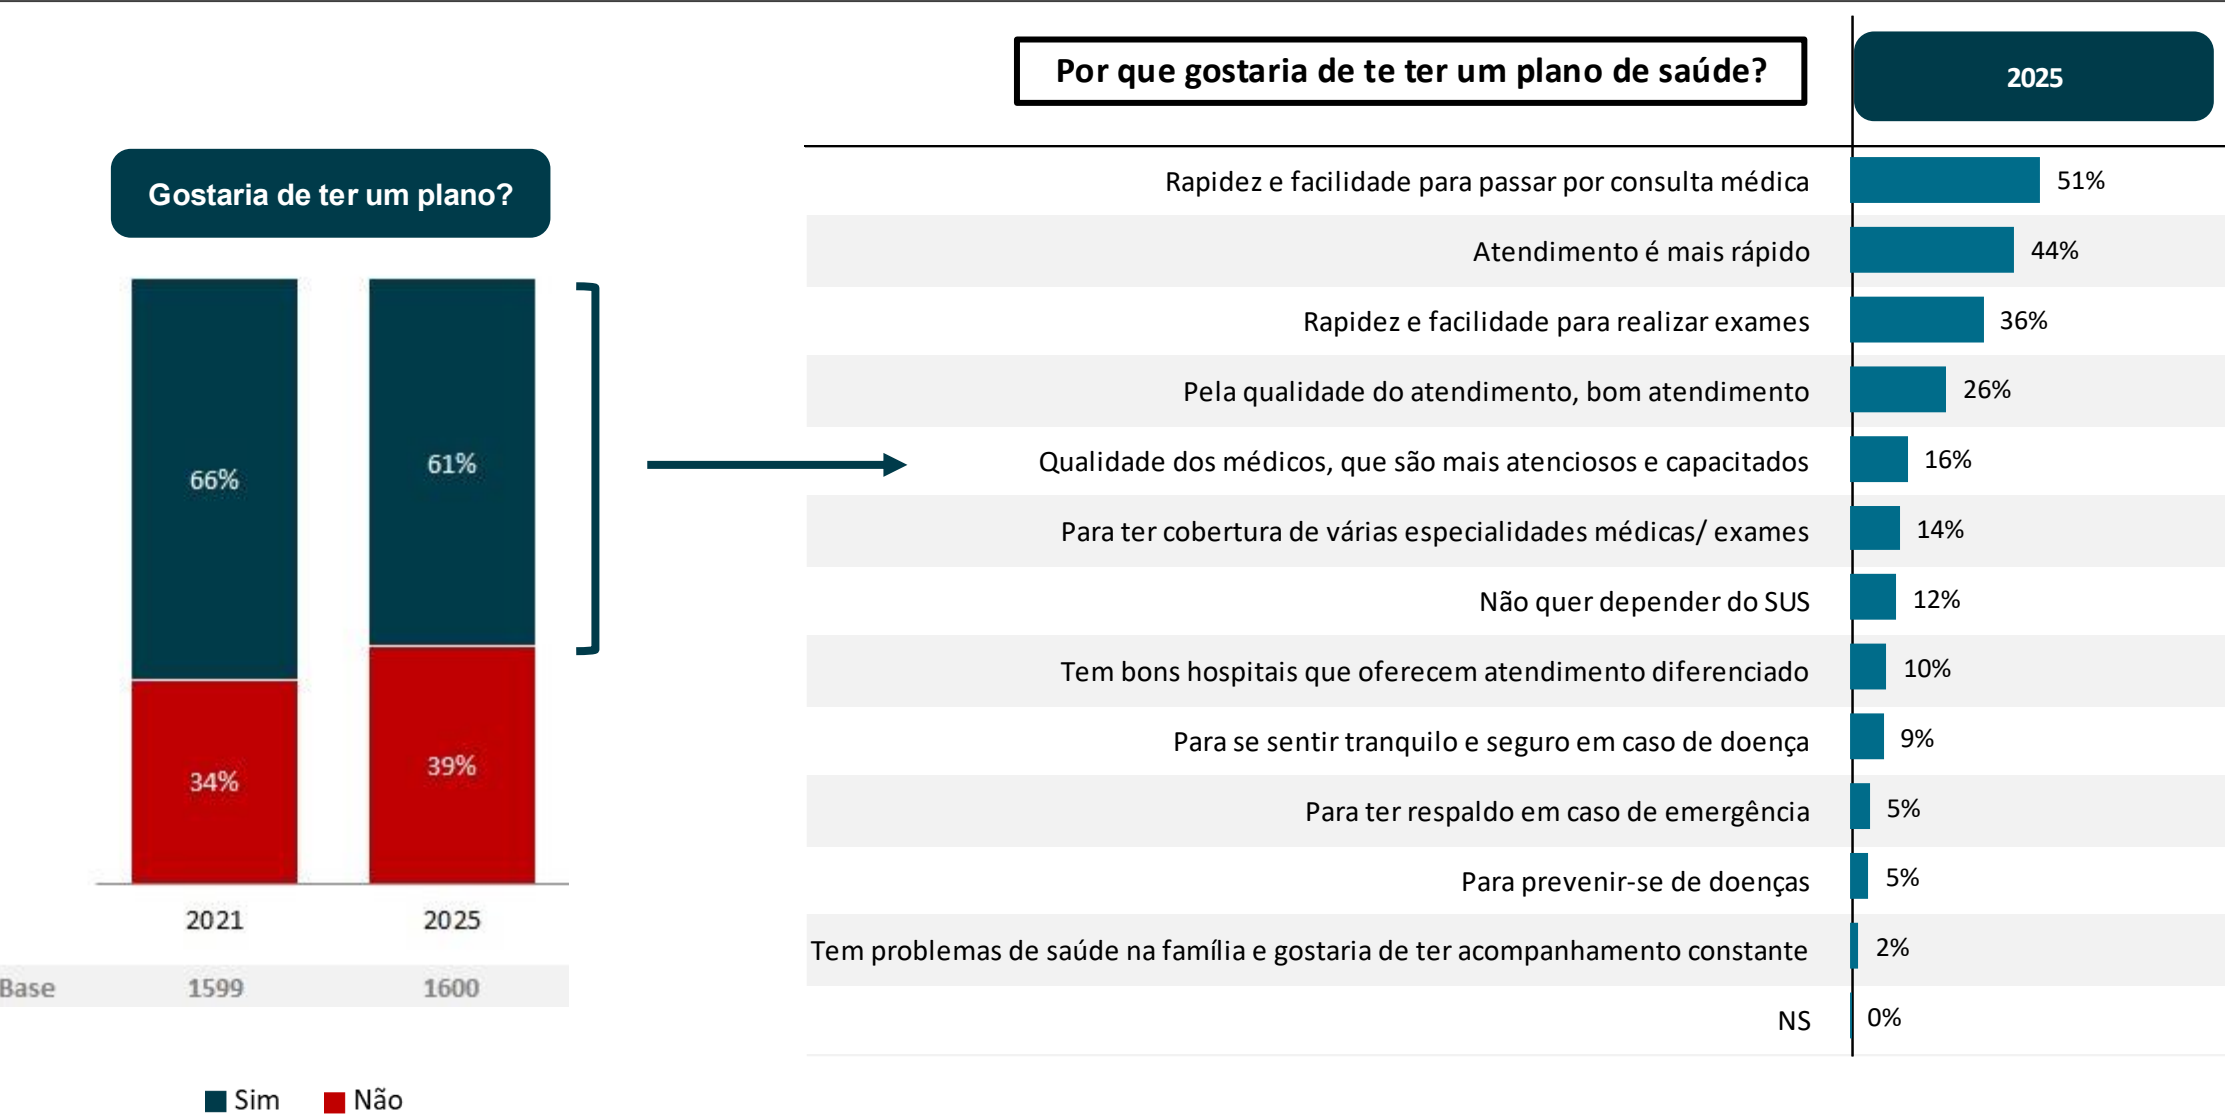 Gostaria de ter um plano?
66%
61%
34%
39%
2021
2025
Base
1599
1600
Sim
Não
Por que gostaria de te ter um plano de saúde?
2025
Rapidez e facilidade para passar por consulta médica 51%
Atendimento é mais rápido 44%
Rapidez e facilidade para realizar exames 36%
Pela qualidade do atendimento, bom atendimento 26%
Qualidade dos médicos, que são mais atenciosos e capacitados 16%
Para ter cobertura de várias especialidades médicas/ exames 14%
Não quer depender do SUS 12%
Tem bons hospitais que oferecem atendimento diferenciado 10%
Para se sentir tranquilo e seguro em caso de doença 9%
Para ter respaldo em caso de emergência 5%
Para prevenir-se de doenças 5%
Tem problemas de saúde na família e gostaria de ter acompanhamento constante 2%
NS 0%